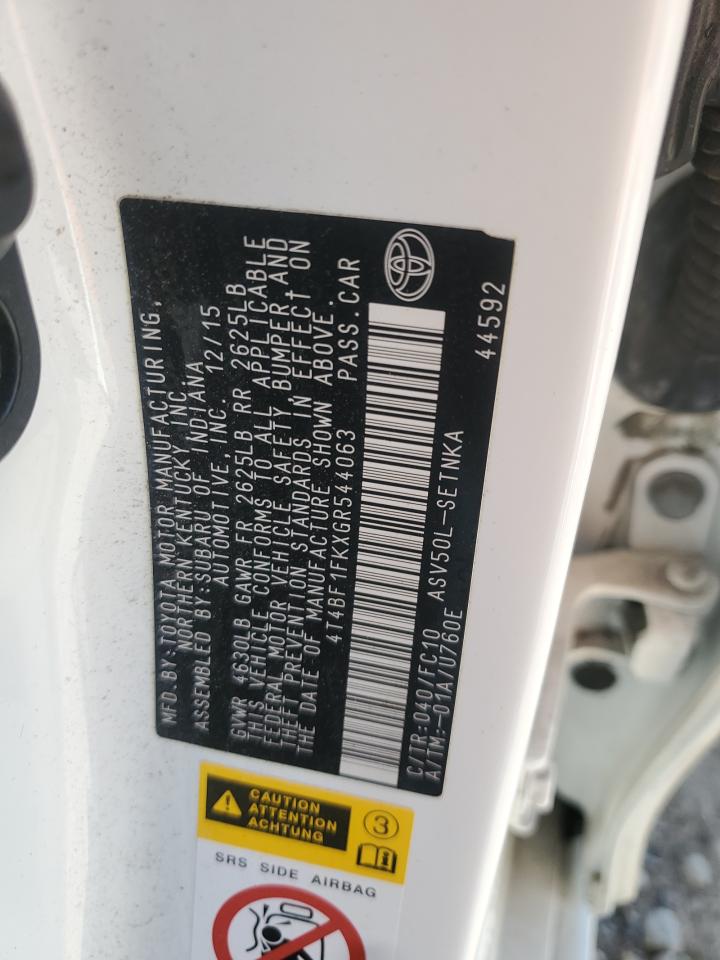 MFD.BY:TOYOTA MOTOR MANUFACTURING,
NORTHERN KENTUCKY INC.
ASSEMBLED BY:SUBARU OF INDIANA
AUTOMOTIVE, INC. 12/15
GVWR 4630LB GAWR FR 2625LB RR 2625LB
THIS VEHICLE CONFORMS TO ALL APPLICABLE
FEDERAL MOTOR VEHICLE SAFETY, BUMPER AND
THEFT PREVENTION STANDARDS IN EFFECT ON
THE DATE OF MANUFACTURE SHOWN ABOVE.
4T4BF1FKXGR544063 PASS.CAR
C/TR:040/FC10 ASV50L-SETNKA
A/TM:-01A/U760E 44592
CAUTION
ATTENTION
ACHTUNG
3
SRS SIDE AIRBAG